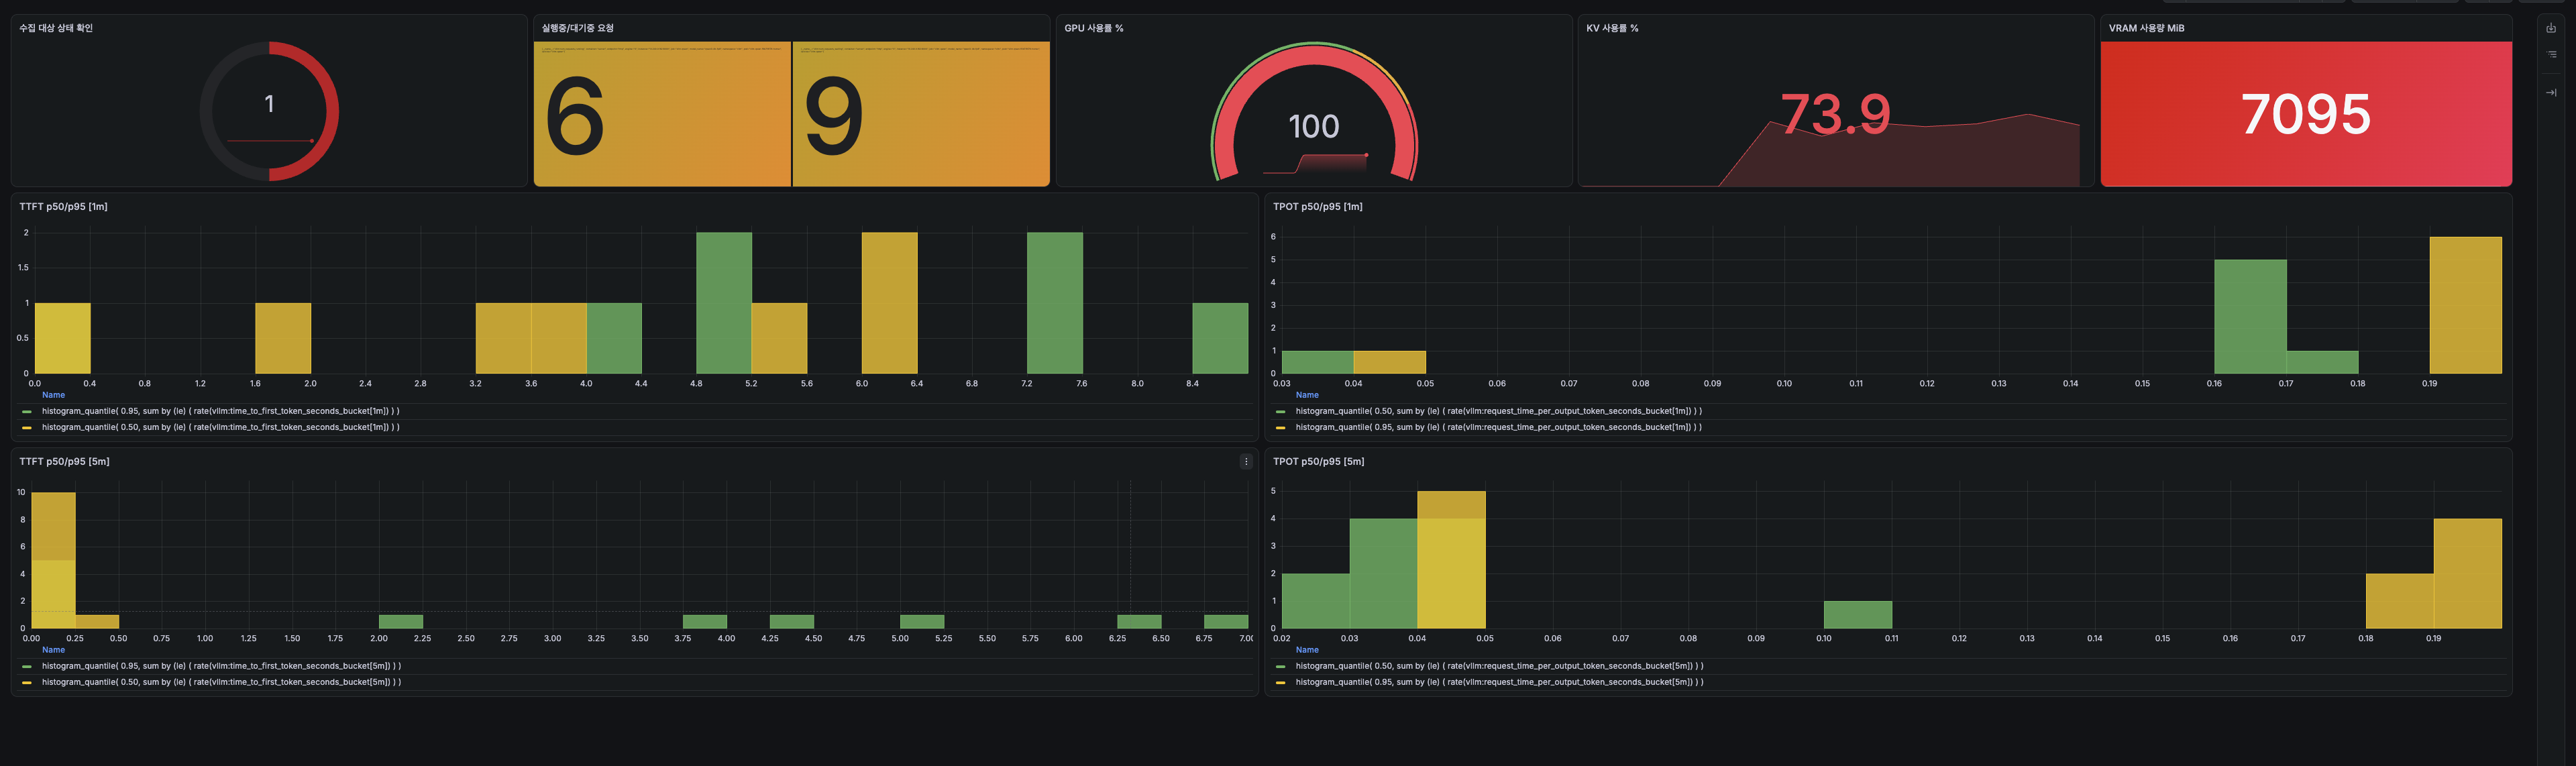 수집 대상 상태 확인
1
실행중/대기중 요청
6
9
GPU 사용률 %
100
KV 사용률 %
73.9
VRAM 사용량 MiB
7095
TTFT p50/p95 [1m]
2
1.5
1
0.5
0
0.0 0.4 0.8 1.2 1.6 2.0 2.4 2.8 3.2 3.6 4.0 4.4 4.8 5.2 5.6 6.0 6.4 6.8 7.2 7.6 8.0 8.4
Name
histogram_quantile( 0.95, sum by (le) ( rate(vllm:time_to_first_token_seconds_bucket[1m]) ) )
histogram_quantile( 0.50, sum by (le) ( rate(vllm:time_to_first_token_seconds_bucket[1m]) ) )
TPOT p50/p95 [1m]
6
5
4
3
2
1
0
0.03 0.04 0.05 0.06 0.07 0.08 0.09 0.10 0.11 0.12 0.13 0.14 0.15 0.16 0.17 0.18 0.19
Name
histogram_quantile( 0.50, sum by (le) ( rate(vllm:request_time_per_output_token_seconds_bucket[1m]) ) )
histogram_quantile( 0.95, sum by (le) ( rate(vllm:request_time_per_output_token_seconds_bucket[1m]) ) )
TTFT p50/p95 [5m]
10
8
6
4
2
0
0.00 0.25 0.50 0.75 1.00 1.25 1.50 1.75 2.00 2.25 2.50 2.75 3.00 3.25 3.50 3.75 4.00 4.25 4.50 4.75 5.00 5.25 5.50 5.75 6.00 6.25 6.50 6.75 7.00
Name
histogram_quantile( 0.95, sum by (le) ( rate(vllm:time_to_first_token_seconds_bucket[5m]) ) )
histogram_quantile( 0.50, sum by (le) ( rate(vllm:time_to_first_token_seconds_bucket[5m]) ) )
TPOT p50/p95 [5m]
5
4
3
2
1
0
0.02 0.03 0.04 0.05 0.06 0.07 0.08 0.09 0.10 0.11 0.12 0.13 0.14 0.15 0.16 0.17 0.18 0.19
Name
histogram_quantile( 0.50, sum by (le) ( rate(vllm:request_time_per_output_token_seconds_bucket[5m]) ) )
histogram_quantile( 0.95, sum by (le) ( rate(vllm:request_time_per_output_token_seconds_bucket[5m]) ) )